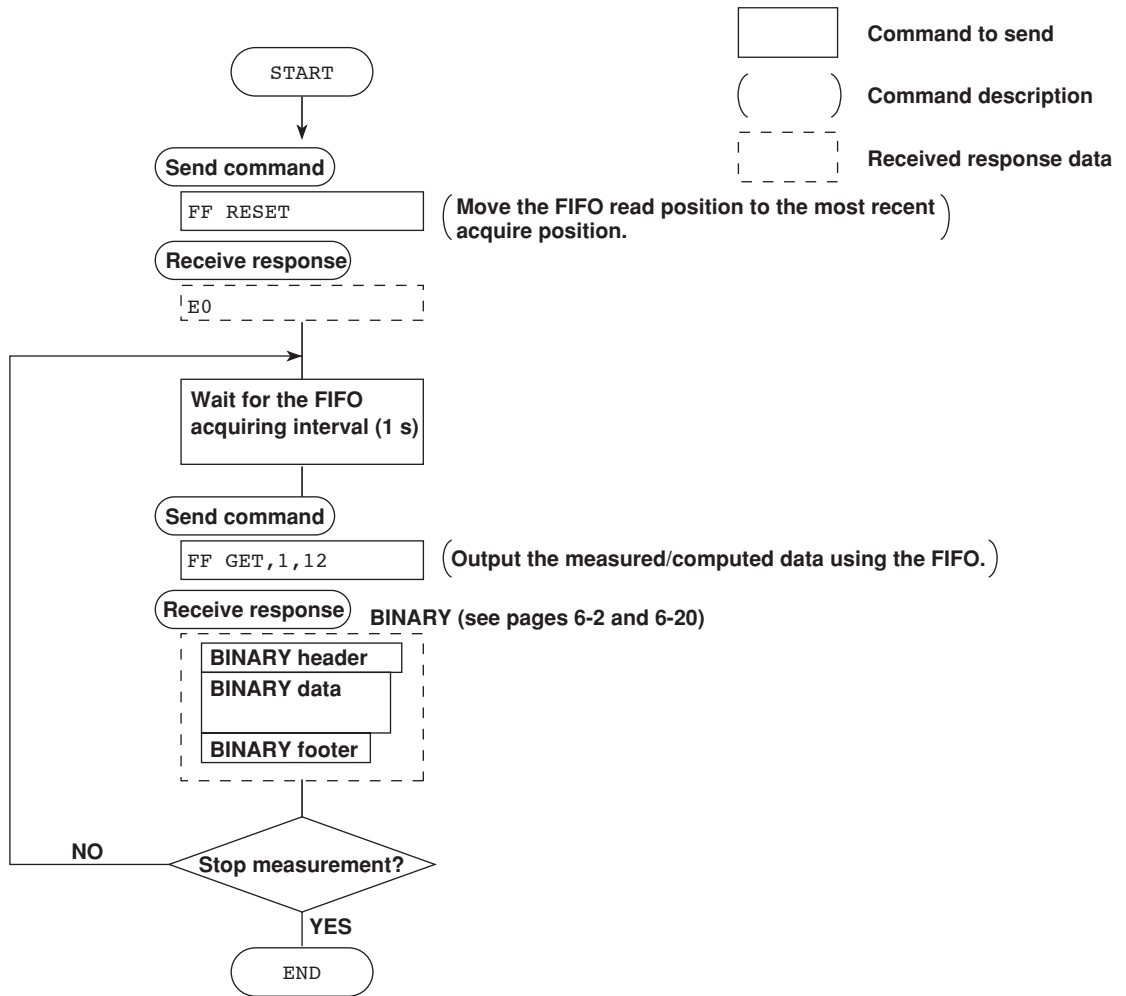 Command to send
START
Command description
Send command
Received response data
FF RESET
Move the FIFO read position to the most recent
acquire position.
Receive response
E0
Wait for the FIFO
acquiring interval (1 s)
Send command
FF GET,1,12
Output the measured/computed data using the FIFO.
Receive response
BINARY (see pages 6-2 and 6-20)
BINARY header
BINARY data
BINARY footer
NO
Stop measurement?
YES
END